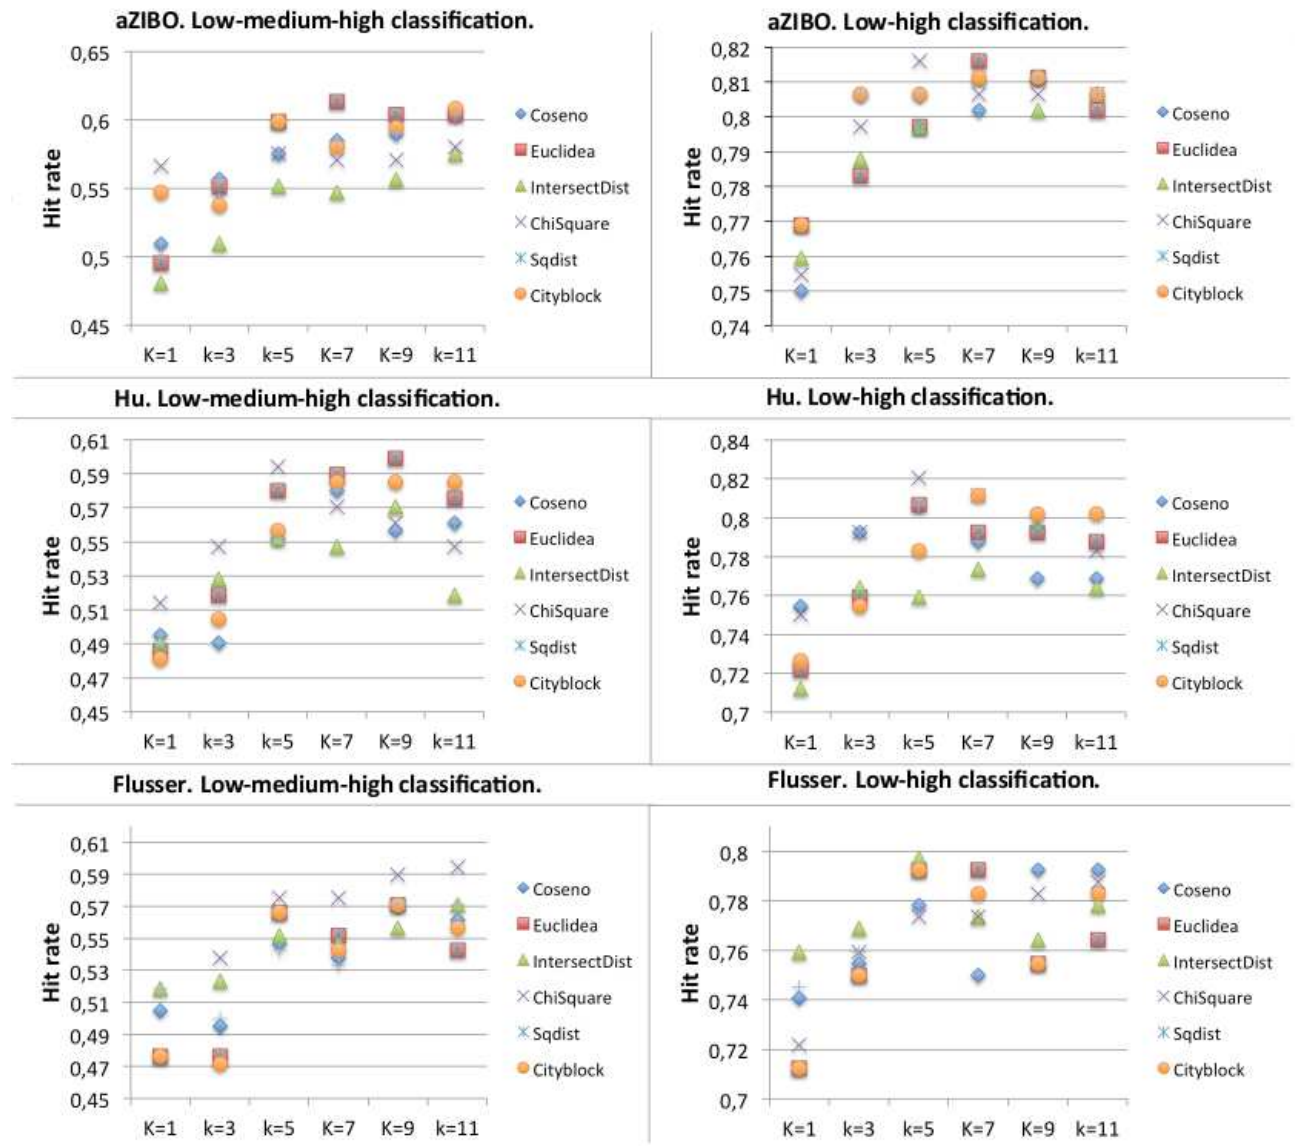 aZIBO. Low-medium-high classification.
0,65
0,6
0,55
0,5
0,45
Hit rate
K=1 k=3 k=5 K=7 K=9 k=11
Coseno
Euclidea
IntersectDist
ChiSquare
Sqdist
Cityblock
aZIBO. Low-high classification.
0,82
0,81
0,8
0,79
0,78
0,77
0,76
0,75
0,74
Hit rate
K=1 k=3 k=5 K=7 K=9 k=11
Coseno
Euclidea
IntersectDist
ChiSquare
Sqdist
Cityblock
Hu. Low-medium-high classification.
0,61
0,59
0,57
0,55
0,53
0,51
0,49
0,47
0,45
Hit rate
K=1 k=3 k=5 K=7 K=9 k=11
Coseno
Euclidea
IntersectDist
ChiSquare
Sqdist
Cityblock
Hu. Low-high classification.
0,84
0,82
0,8
0,78
0,76
0,74
0,72
0,7
Hit rate
K=1 k=3 k=5 K=7 K=9 k=11
Coseno
Euclidea
IntersectDist
ChiSquare
Sqdist
Cityblock
Flusser. Low-medium-high classification.
0,61
0,59
0,57
0,55
0,53
0,51
0,49
0,47
0,45
Hit rate
K=1 k=3 k=5 K=7 K=9 k=11
Coseno
Euclidea
IntersectDist
ChiSquare
Sqdist
Cityblock
Flusser. Low-high classification.
0,8
0,78
0,76
0,74
0,72
0,7
Hit rate
K=1 k=3 k=5 K=7 K=9 k=11
Coseno
Euclidea
IntersectDist
ChiSquare
Sqdist
Cityblock